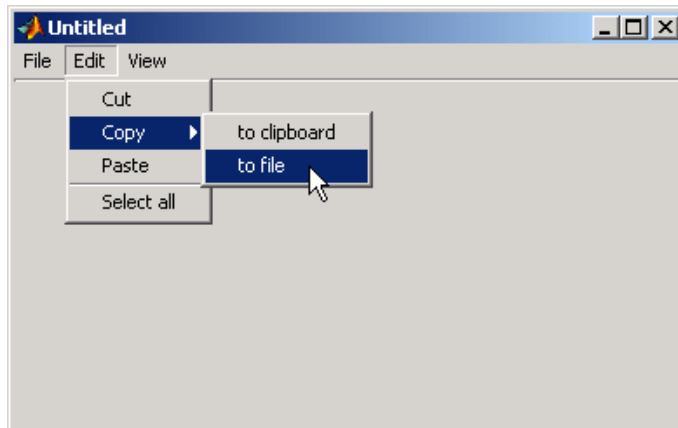 Untitled
File Edit View
Cut
Copy
to clipboard
Paste
to file
Select all